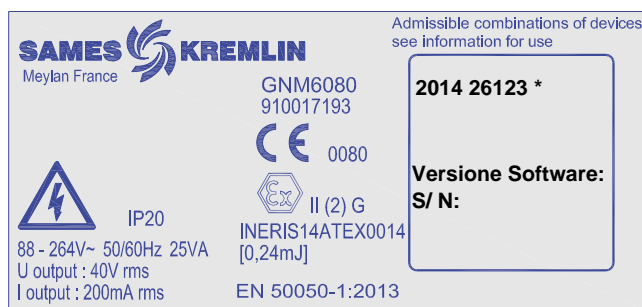 SAMES KREMLIN
Meylan France
Admissible combinations of devices
see information for use
GNM6080
910017193
CE 0080
Ex II (2) G
INERIS14ATEX0014
[0,24mJ]
EN 50050-1:2013
IP20
88 - 264V~ 50/60Hz 25VA
U output : 40V rms
I output : 200mA rms
2014 26123 *
Versione Software:
S/ N: